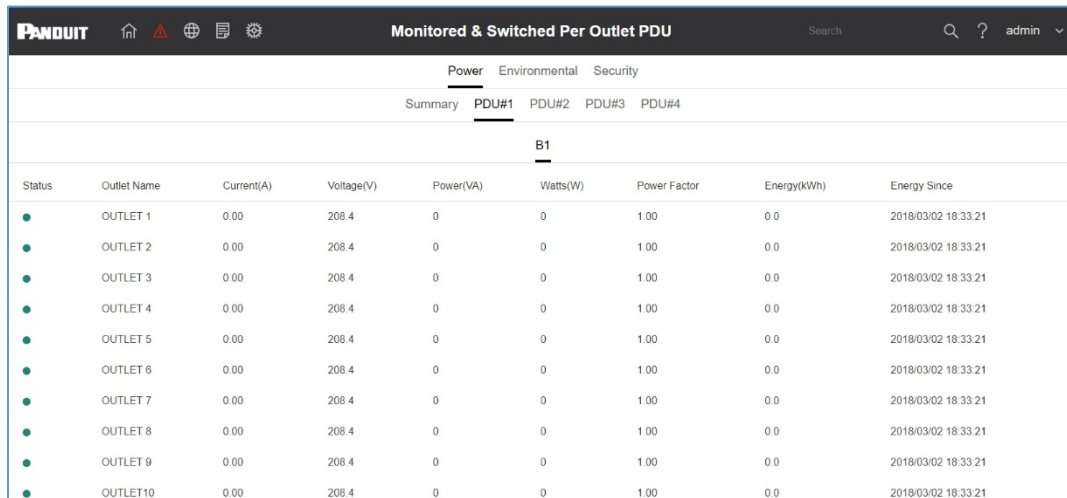 PANDUIT Monitored & Switched Per Outlet PDU Search ? admin
Power Environmental Security
Summary PDU#1 PDU#2 PDU#3 PDU#4
B1
Status Outlet Name Current(A) Voltage(V) Power(VA) Watts(W) Power Factor Energy(kWh) Energy Since
OUTLET 1 0.00 208.4 0 0 1.00 0.0 2018/03/02 18:33:21
OUTLET 2 0.00 208.4 0 0 1.00 0.0 2018/03/02 18:33:21
OUTLET 3 0.00 208.4 0 0 1.00 0.0 2018/03/02 18:33:21
OUTLET 4 0.00 208.4 0 0 1.00 0.0 2018/03/02 18:33:21
OUTLET 5 0.00 208.4 0 0 1.00 0.0 2018/03/02 18:33:21
OUTLET 6 0.00 208.4 0 0 1.00 0.0 2018/03/02 18:33:21
OUTLET 7 0.00 208.4 0 0 1.00 0.0 2018/03/02 18:33:21
OUTLET 8 0.00 208.4 0 0 1.00 0.0 2018/03/02 18:33:21
OUTLET 9 0.00 208.4 0 0 1.00 0.0 2018/03/02 18:33:21
OUTLET10 0.00 208.4 0 0 1.00 0.0 2018/03/02 18:33:21